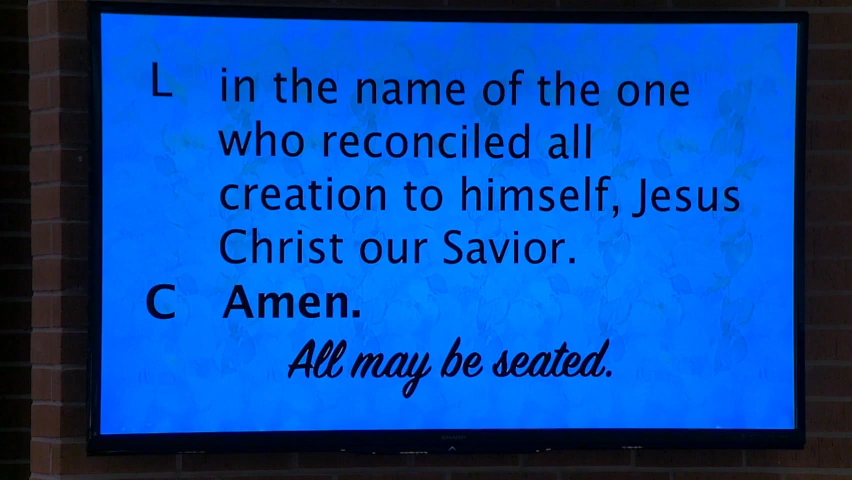 L in the name of the one
who reconciled all
creation to himself, Jesus
Christ our Savior.
C Amen.
All may be seated.